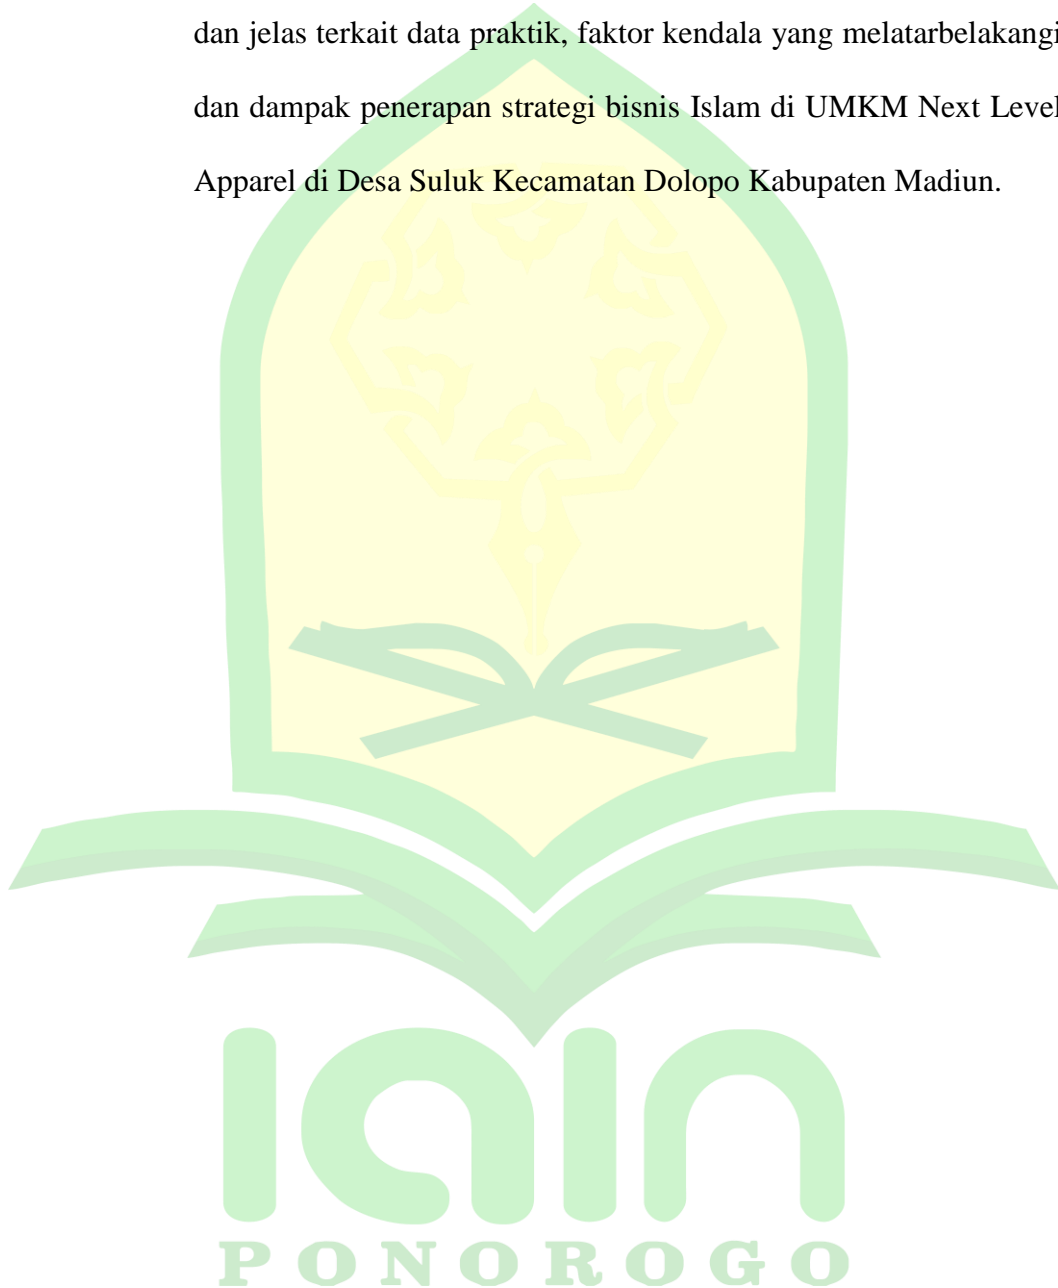 dan jelas terkait data praktik, faktor kendala yang melatarbelakangi
dan dampak penerapan strategi bisnis Islam di UMKM Next Level
Apparel di Desa Suluk Kecamatan Dolopo Kabupaten Madiun.
iain
PONOROGO